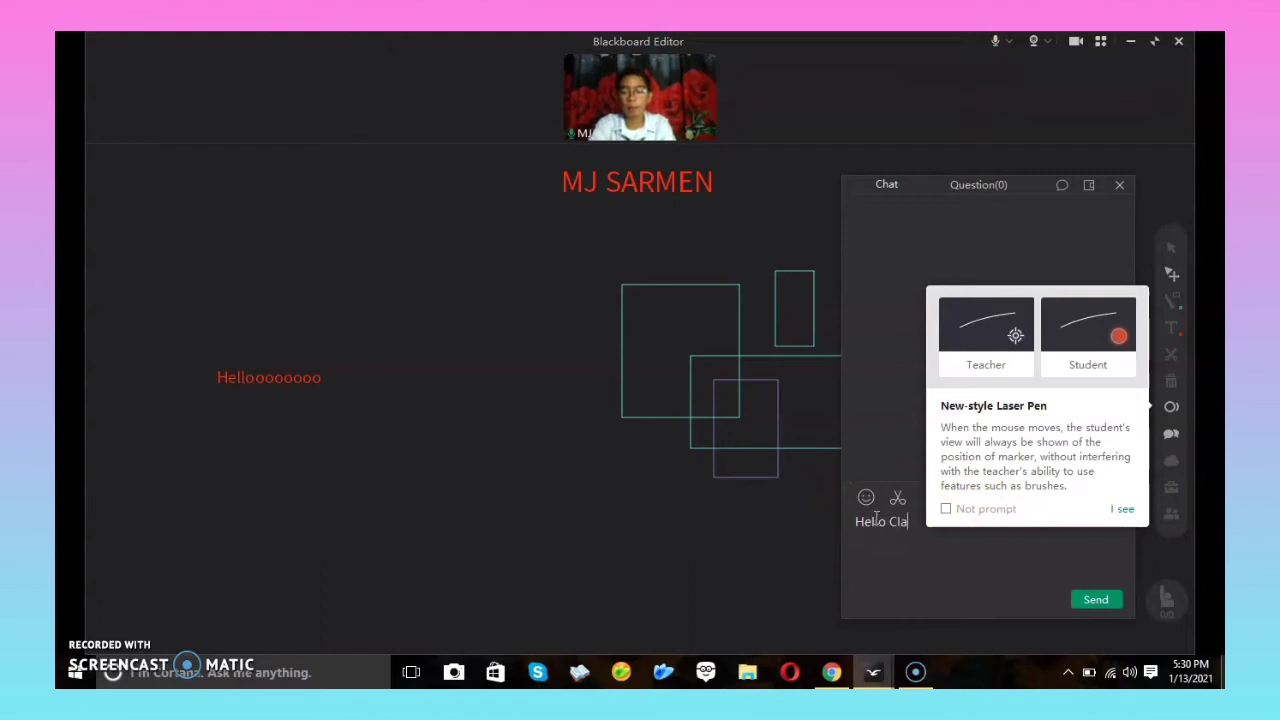 Blackboard Editor
MJ
MJ SARMEN
Chat
Question(0)
Teacher
Student
Helloooooooo
New-style Laser Pen
When the mouse moves, the student's
view will always be shown of the
position of marker, without interfering
with the teacher's ability to use
features such as brushes.
Not prompt
I see
Hello Cla
Send
0/0
RECORDED WITH
SCREENCAST MATIC
I'm Cortana. Ask me anything.
5:30 PM
1/13/2021